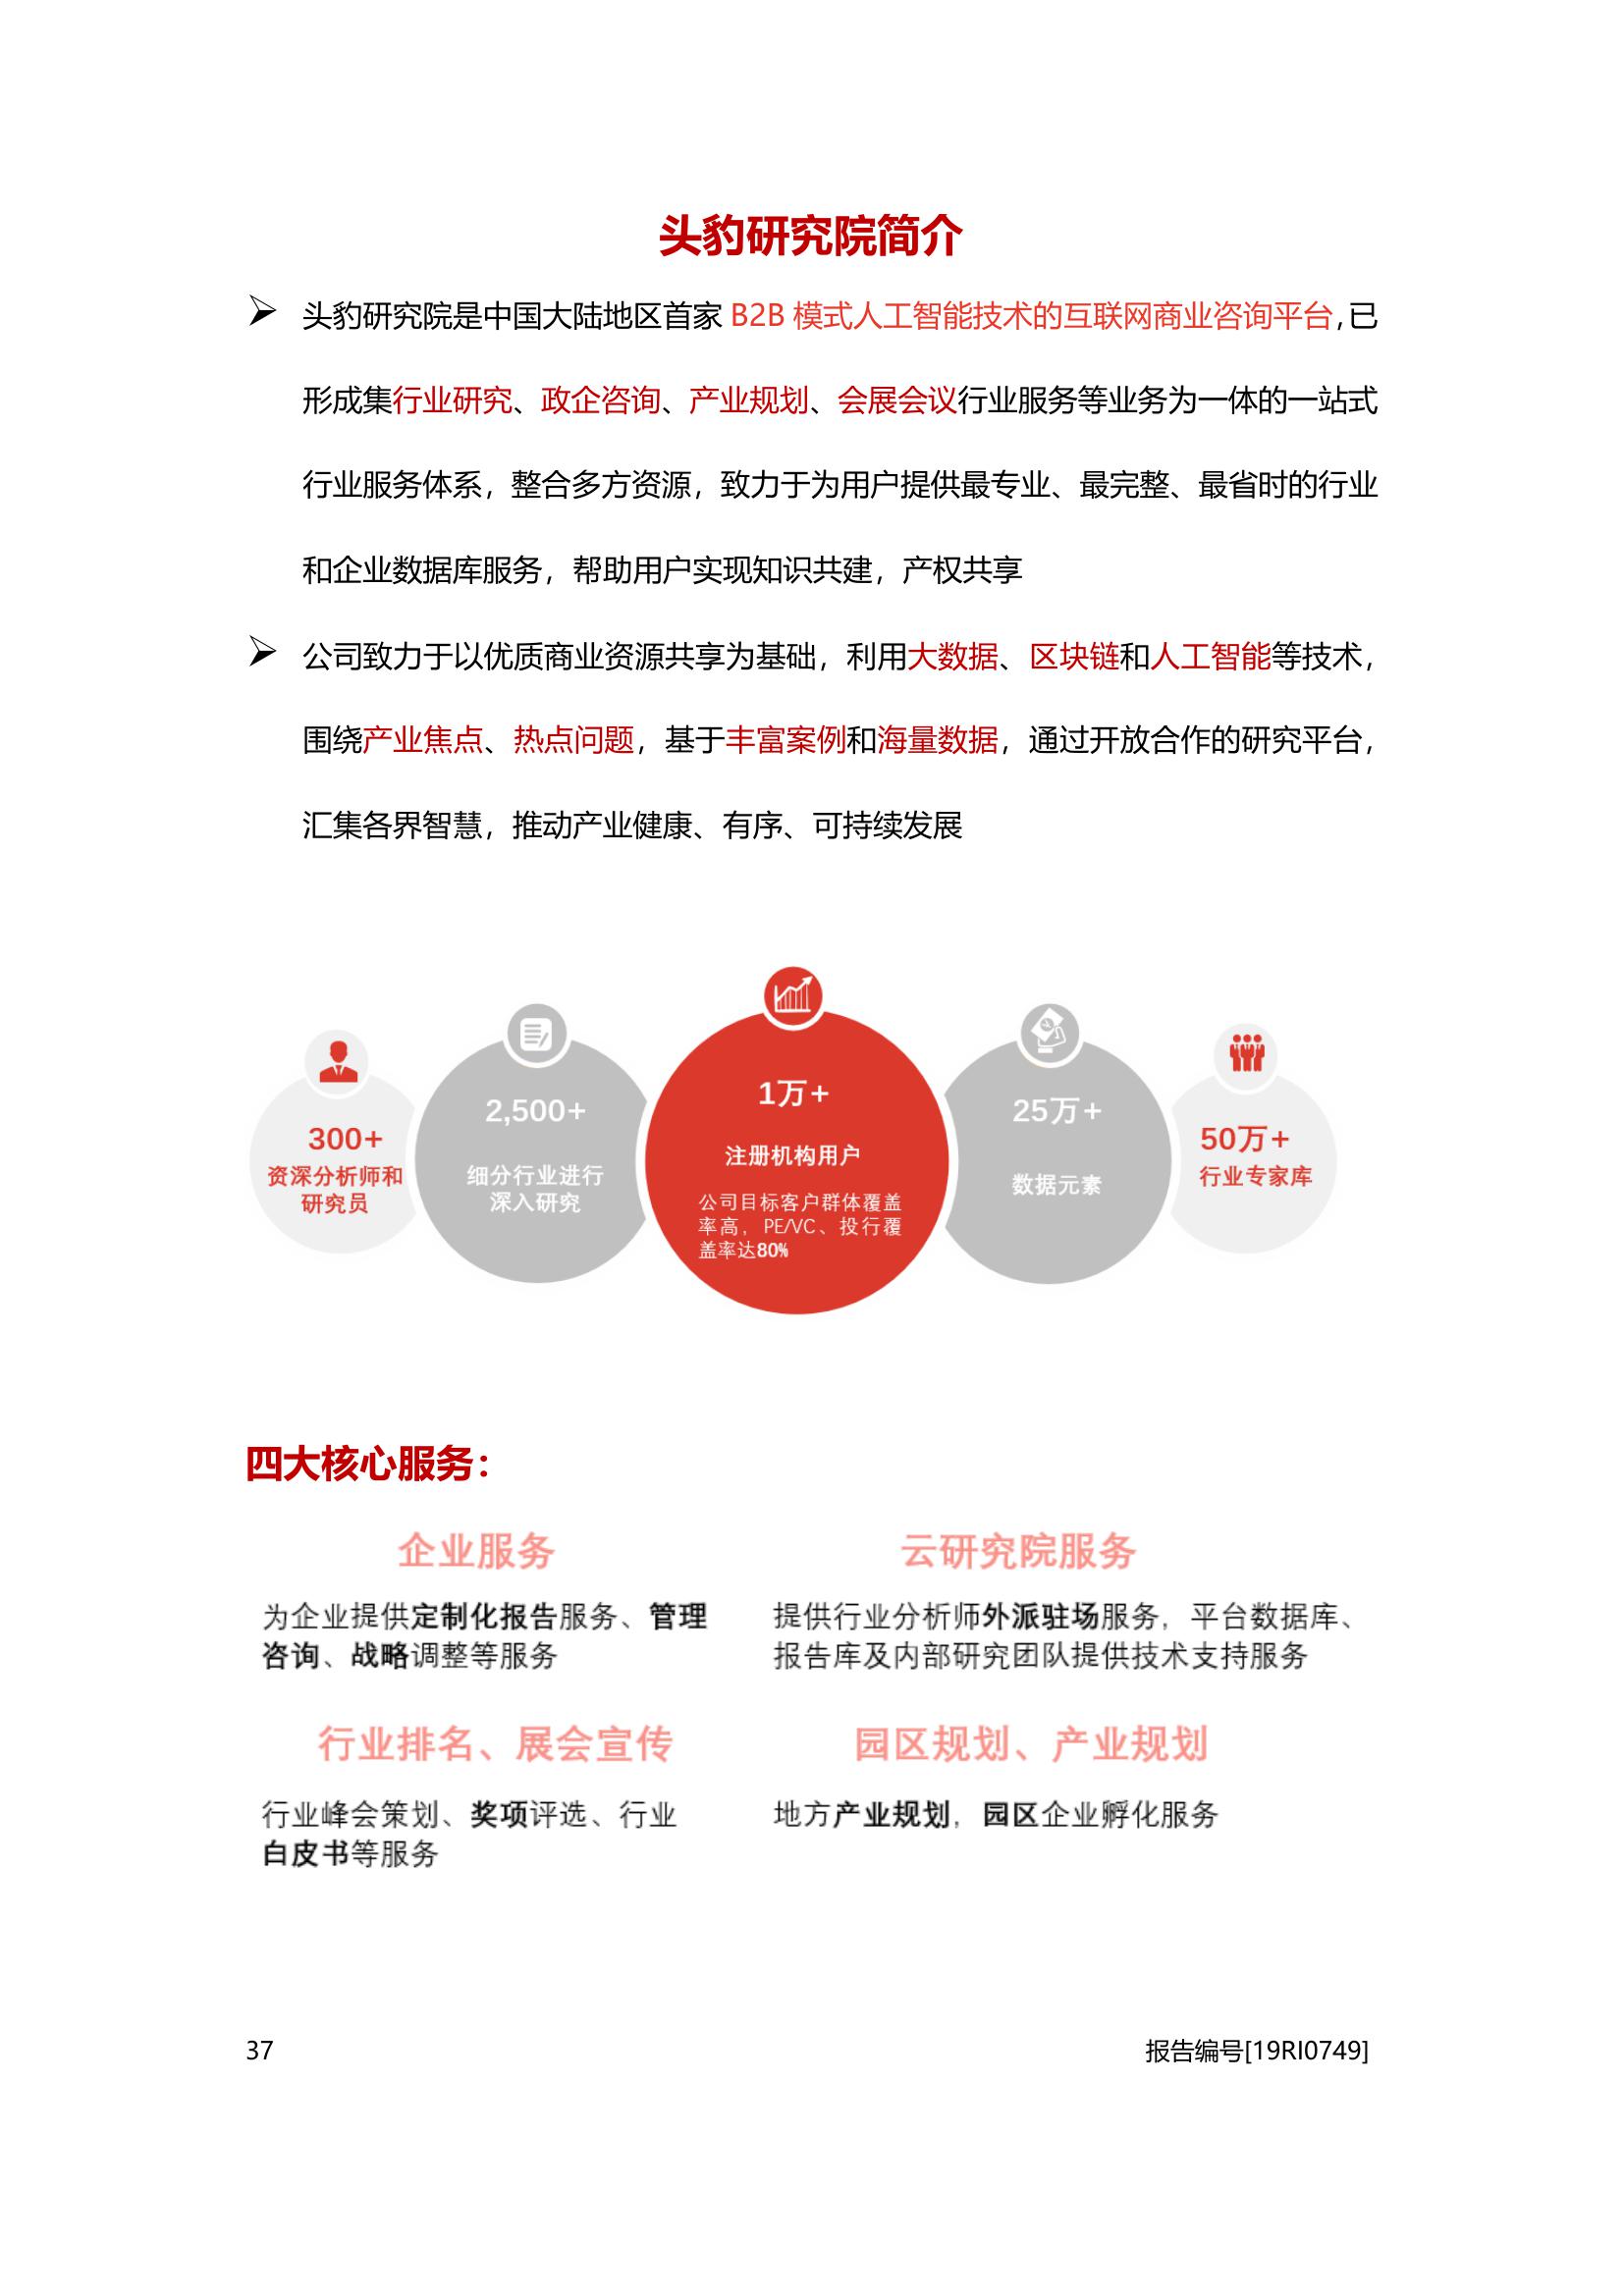 头豹研究院简介
➢ 头豹研究院是中国大陆地区首家 B2B 模式人工智能技术的互联网商业咨询平台，已
形成集行业研究、政企咨询、产业规划、会展会议行业服务等业务为一体的一站式
行业服务体系，整合多方资源，致力于为用户提供最专业、最完整、最省时的行业
和企业数据库服务，帮助用户实现知识共建，产权共享
➢ 公司致力于以优质商业资源共享为基础，利用大数据、区块链和人工智能等技术，
围绕产业焦点、热点问题，基于丰富案例和海量数据，通过开放合作的研究平台，
汇集各界智慧，推动产业健康、有序、可持续发展
300+
资深分析师和
研究员
2,500+
细分行业进行
深入研究
1万+
注册机构用户
公司目标客户群体覆盖
率高，PE/VC、投行覆
盖率达80%
25万+
数据元素
50万+
行业专家库
四大核心服务：
企业服务
为企业提供定制化报告服务、管理
咨询、战略调整等服务
云研究院服务
提供行业分析师外派驻场服务，平台数据库、
报告库及内部研究团队提供技术支持服务
行业排名、展会宣传
行业峰会策划、奖项评选、行业
白皮书等服务
园区规划、产业规划
地方产业规划，园区企业孵化服务
37
报告编号[19RI0749]